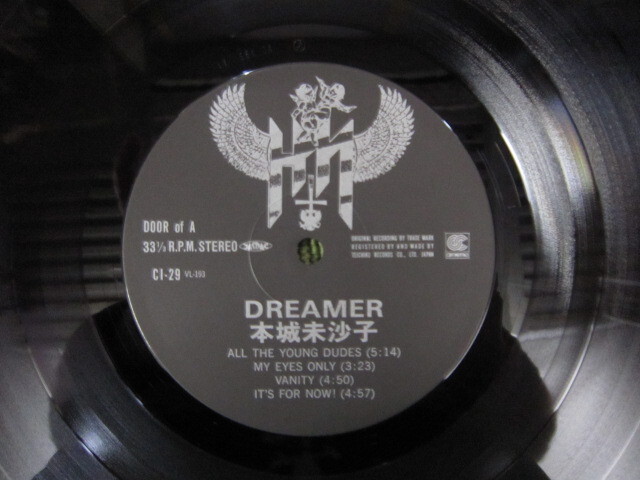 DOOR of A
33⅓ R.P.M. STEREO
CI-29 VL-193
ORIGINAL RECORDING BY TRADE MARK
REGISTERED BY AND MADE BY
TEICHIKU RECORDS CO., LTD. JAPAN
DREAMER
本城未沙子
ALL THE YOUNG DUDES (5:14)
MY EYES ONLY (3:23)
VANITY (4:50)
IT'S FOR NOW! (4:57)